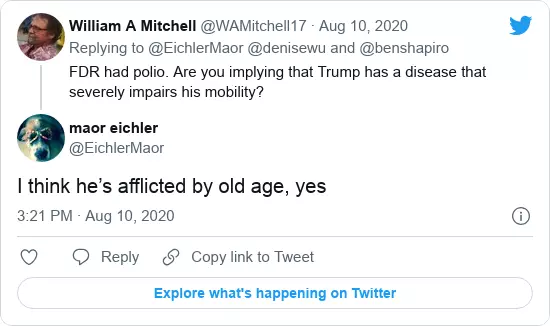 William A Mitchell @WAMitchell17 · Aug 10, 2020
Replying to @EichlerMaor @denisewu and @benshapiro
FDR had polio. Are you implying that Trump has a disease that
severely impairs his mobility?
maor eichler
@EichlerMaor
I think he’s afflicted by old age, yes
3:21 PM · Aug 10, 2020
Reply
Copy link to Tweet
Explore what's happening on Twitter